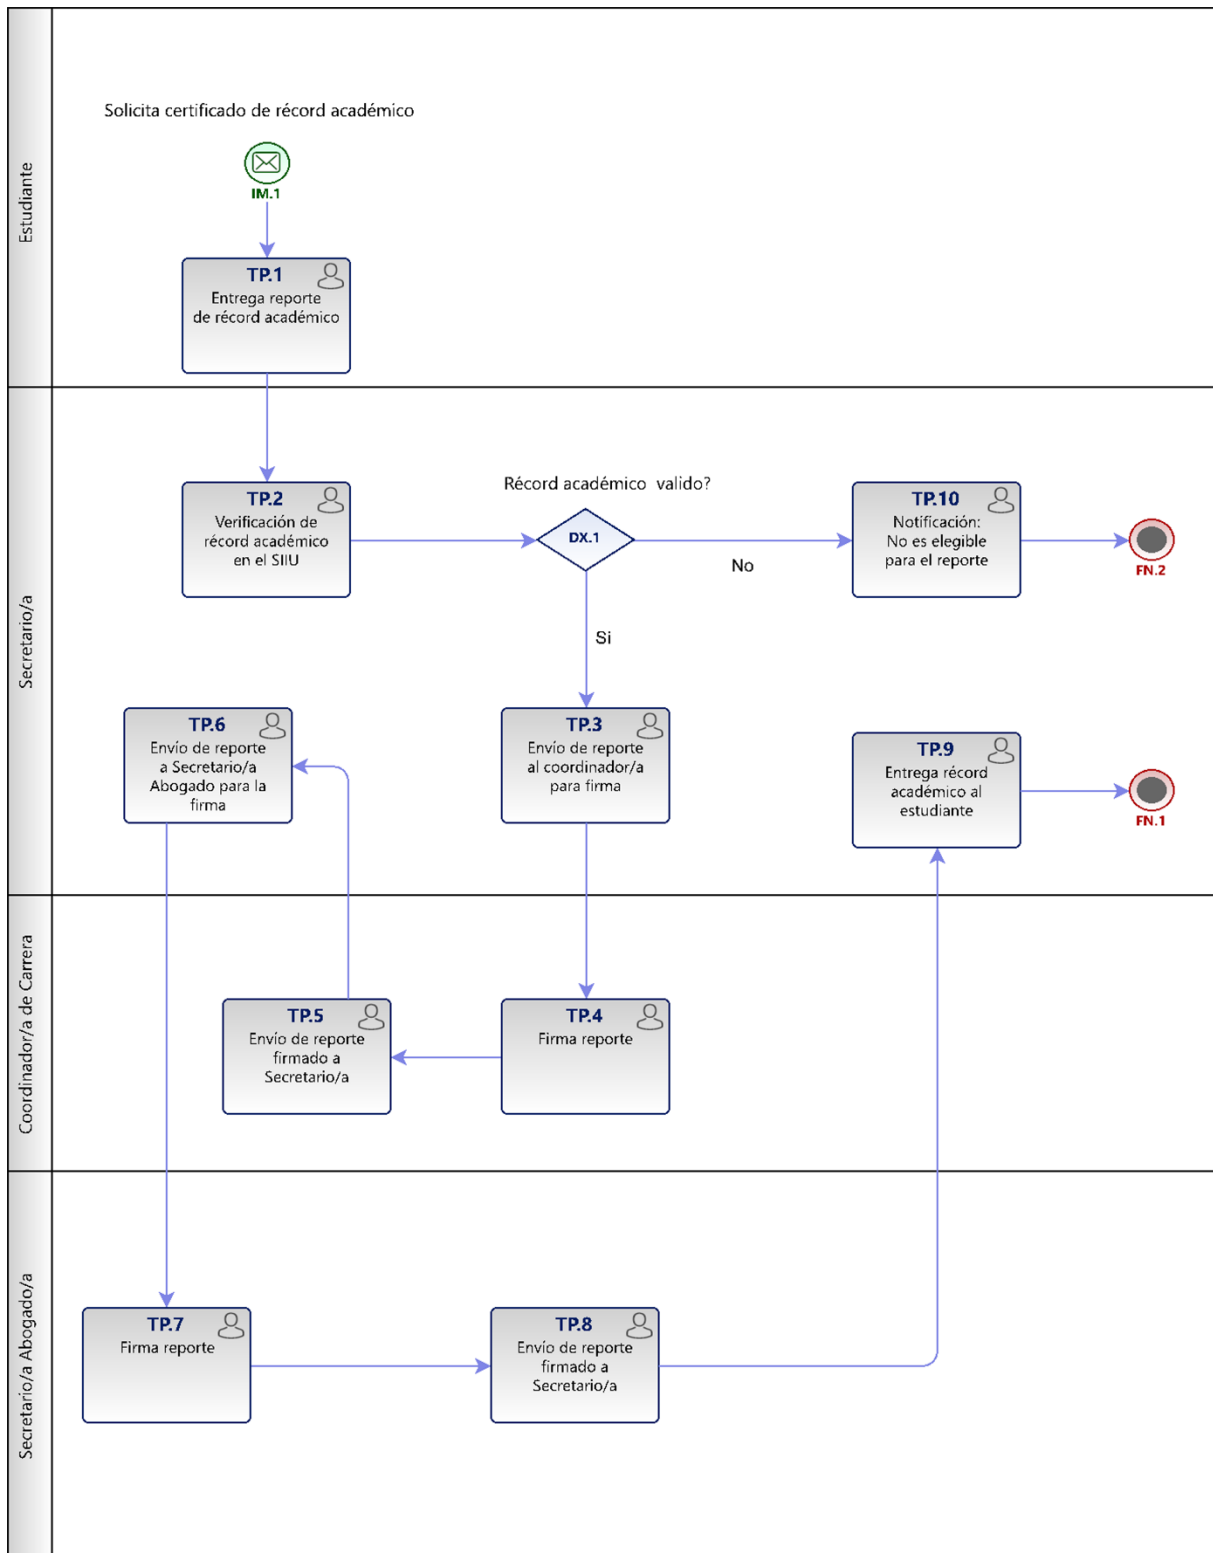 Estudiante
Solicita certificado de récord académico
IM.1
TP.1
Entrega reporte
de récord académico
Secretario/a
TP.2
Verificación de
récord académico
en el SIIU
Récord académico valido?
DX.1
No
Si
TP.10
Notificación:
No es elegible
para el reporte
FN.2
TP.6
Envío de reporte
a Secretario/a
Abogado para la
firma
TP.3
Envío de reporte
al coordinador/a
para firma
TP.9
Entrega récord
académico al
estudiante
FN.1
Coordinador/a de Carrera
TP.5
Envío de reporte
firmado a
Secretario/a
TP.4
Firma reporte
Secretario/a Abogado/a
TP.7
Firma reporte
TP.8
Envío de reporte
firmado a
Secretario/a